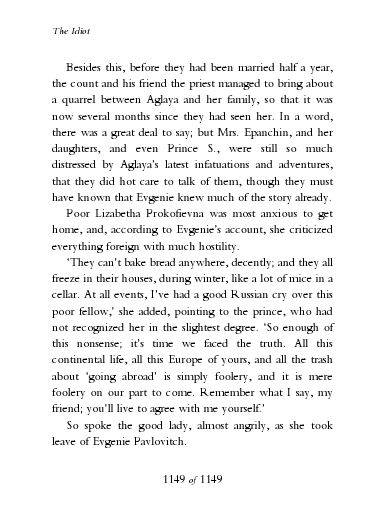 The Idiot
Besides this, before they had been married half a year,
the count and his friend the priest managed to bring about
a quarrel between Aglaya and her family, so that it was
now several months since they had seen her. In a word,
there was a great deal to say; but Mrs. Epanchin, and her
daughters, and even Prince S., were still so much
distressed by Aglaya's latest infatuations and adventures,
that they did not care to talk of them, though they must
have known that Evgenie knew much of the story already.
Poor Lizabetha Prokofievna was most anxious to get
home, and, according to Evgenie's account, she criticized
everything foreign with much hostility.
'They can't bake bread anywhere, decently; and they all
freeze in their houses, during winter, like a lot of mice in a
cellar. At all events, I've had a good Russian cry over this
poor fellow,' she added, pointing to the prince, who had
not recognized her in the slightest degree. 'So enough of
this nonsense; it's time we faced the truth. All this
continental life, all this Europe of yours, and all the trash
about 'going abroad' is simply foolery, and it is mere
foolery on our part to come. Remember what I say, my
friend; you'll live to agree with me yourself.'
So spoke the good lady, almost angrily, as she took
leave of Evgenie Pavlovitch.
1149 of 1149